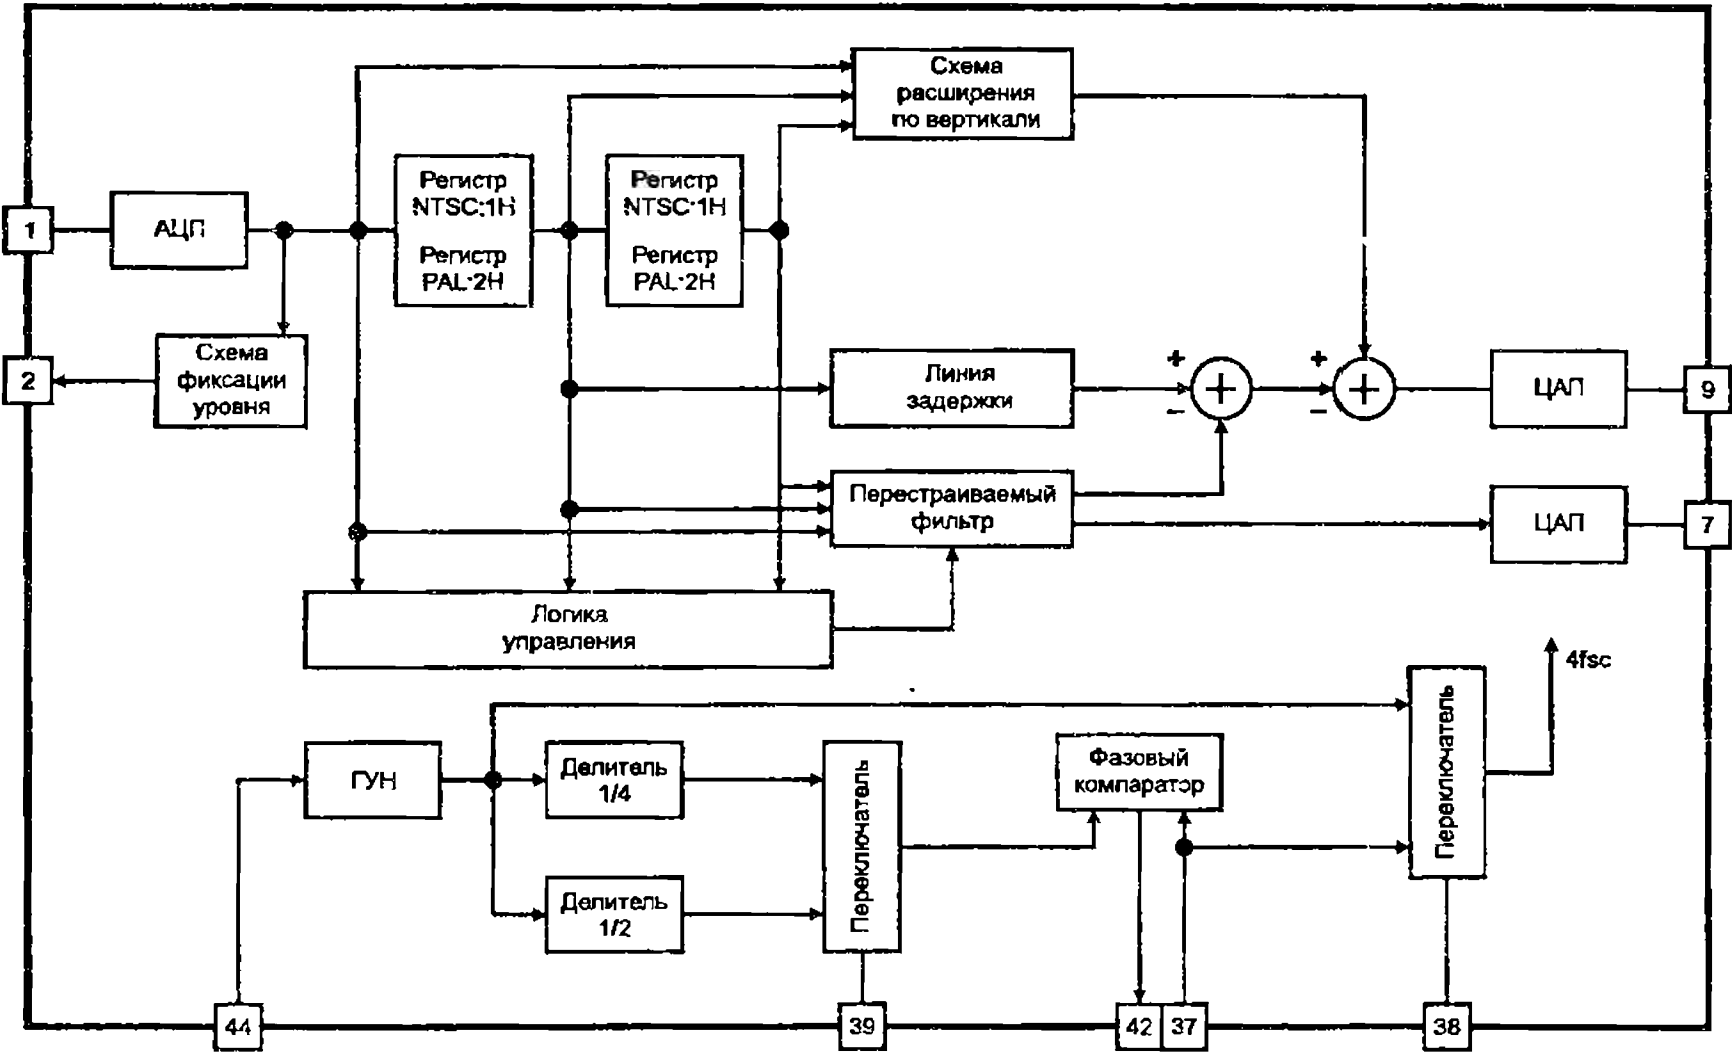 Схема
расширения
по вертикали
Регистр
NTSC:1H
Регистр
PAL·2H
Регистр
NTSC·1H
Регистр
PAL·2H
1
АЦП
2
Схема
фиксации
уровня
Линия
задержки
+
−
+
+
−
+
ЦАП
9
Перестраиваемый
фильтр
ЦАП
7
Логика
управления
4fsc
ГУН
Делитель
1/4
Делитель
1/2
Переключатель
Фазовый
компаратор
Переключатель
44
39
42
37
38